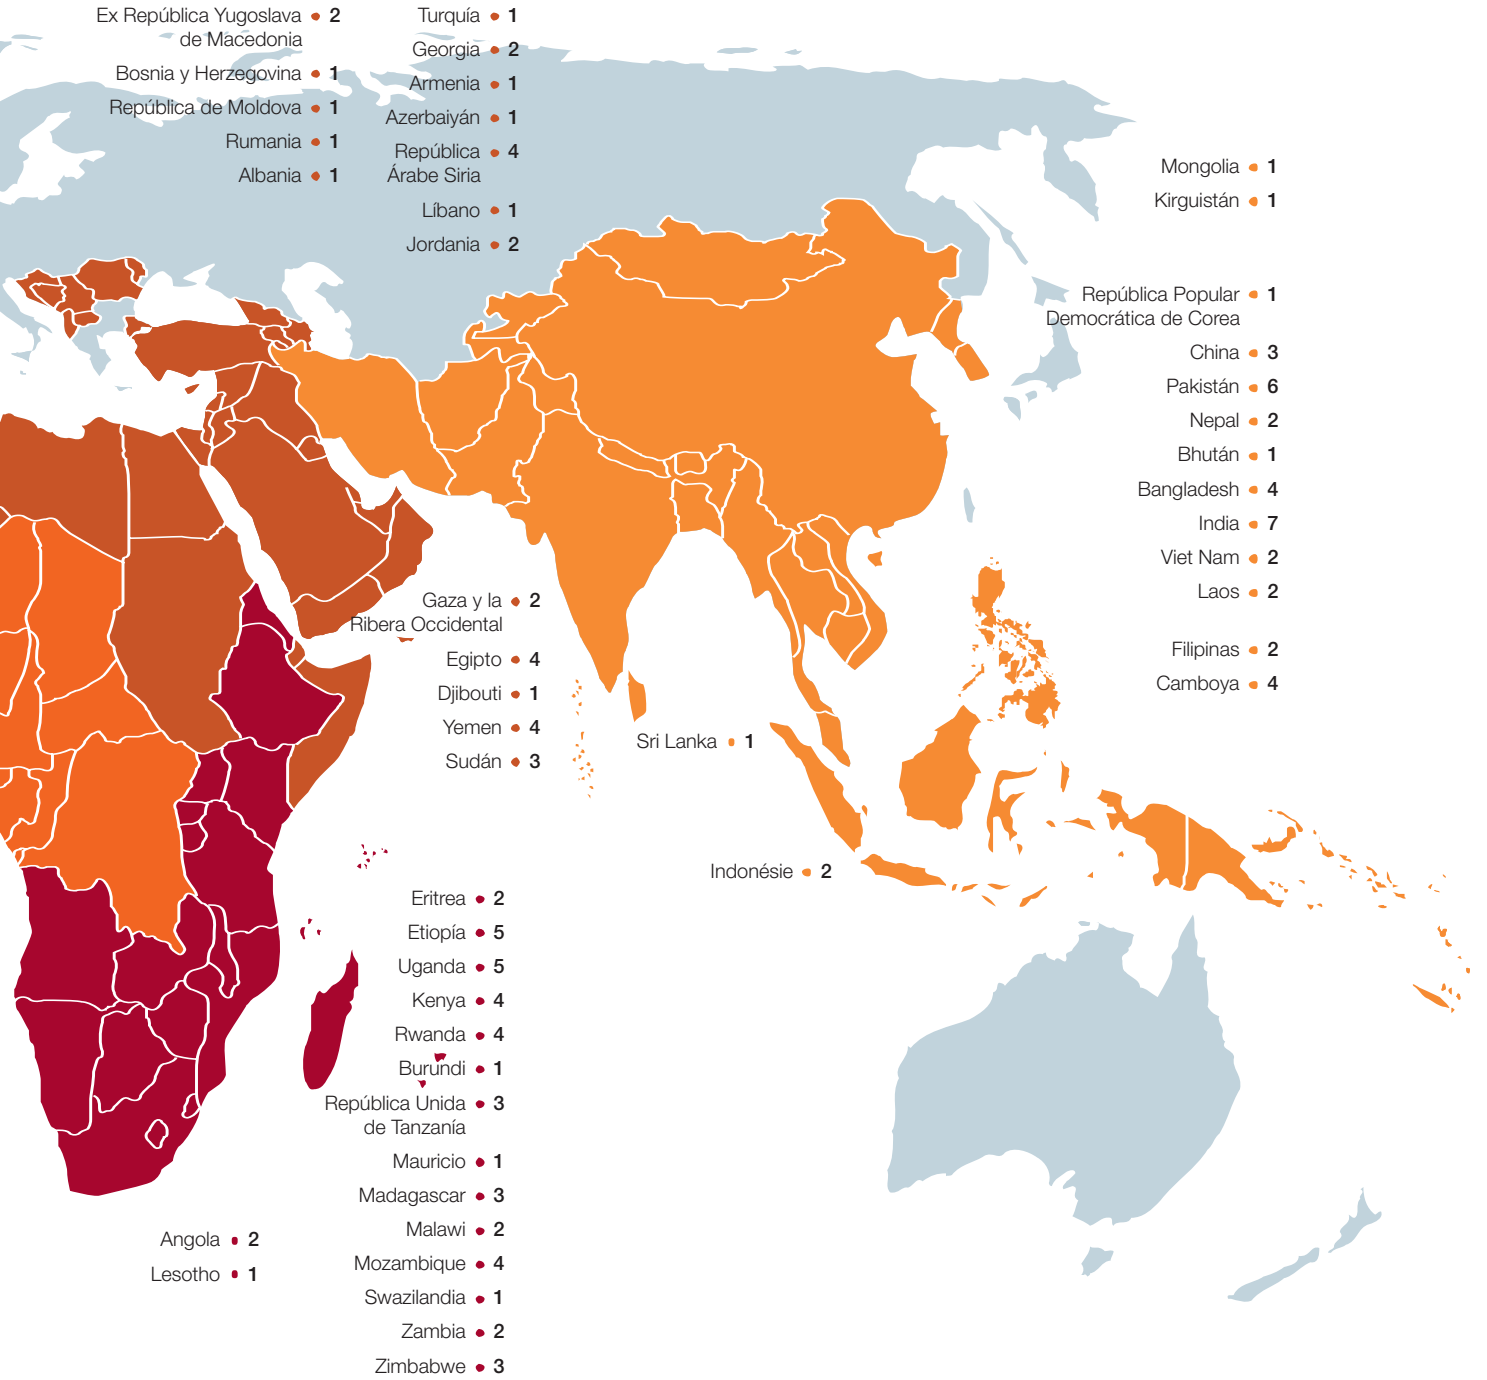 Ex República Yugoslava • 2
de Macedonia
Bosnia y Herzegovina • 1
República de Moldova • 1
Rumania • 1
Albania • 1
Turquía • 1
Georgia • 2
Armenia • 1
Azerbaiyán • 1
República • 4
Árabe Siria
Líbano • 1
Jordania • 2
Mongolia • 1
Kirguistán • 1
República Popular • 1
Democrática de Corea
China • 3
Pakistán • 6
Nepal • 2
Bhután • 1
Bangladesh • 4
India • 7
Viet Nam • 2
Laos • 2
Filipinas • 2
Camboya • 4
Gaza y la • 2
Ribera Occidental
Egipto • 4
Djibouti • 1
Yemen • 4
Sudán • 3
Sri Lanka • 1
Indonésie • 2
Eritrea • 2
Etiopía • 5
Uganda • 5
Kenya • 4
Rwanda • 4
Burundi • 1
República Unida • 3
de Tanzanía
Mauricio • 1
Madagascar • 3
Malawi • 2
Mozambique • 4
Swazilandia • 1
Zambia • 2
Zimbabwe • 3
Angola • 2
Lesotho • 1